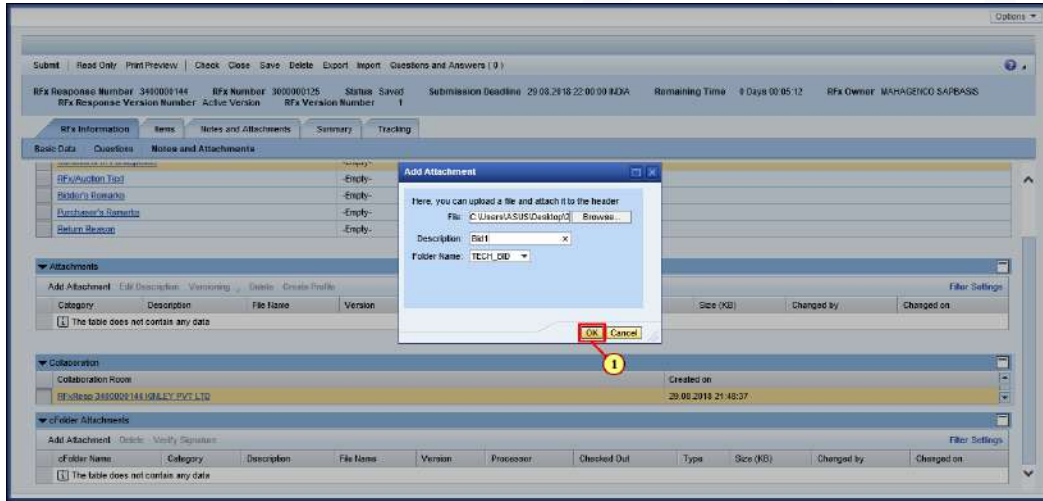 Options
Submit | Read Only Print Preview | Check Close Save Delete Export Import Questions and Answers ( 0 )
RFx Response Number 3400000144 RFx Number 3000000125 Status Saved Submission Deadline 29.08.2018 22:00:00 INDIA Remaining Time 0 Days 00:05:12 RFx Owner MAHAGENCO SAPBASIS
RFx Response Version Number Active Version RFx Version Number 1
RFx Information Items Notes and Attachments Summary Tracking
Basic Data Questions Notes and Attachments
-Empty-
RFx/Auction Text -Empty-
Bidder's Remarks -Empty-
Purchaser's Remarks -Empty-
Return Reason -Empty-
Add Attachment
Here, you can upload a file and attach it to the header
File: C:\Users\ASUS\Desktop\2 Browse...
Description: Bid1
Folder Name: TECH_BID
OK Cancel
1
Attachments
Add Attachment Edit Description Versioning Delete Create Profile Filter Settings
Category Description File Name Version Size (KB) Changed by Changed on
The table does not contain any data
Collaboration
Collaboration Room Created on
RFxResp 3400000144 KINLEY PVT LTD 29.08.2018 21:48:37
cFolder Attachments
Add Attachment Delete Verify Signature Filter Settings
cFolder Name Category Description File Name Version Processor Checked Out Type Size (KB) Changed by Changed on
The table does not contain any data